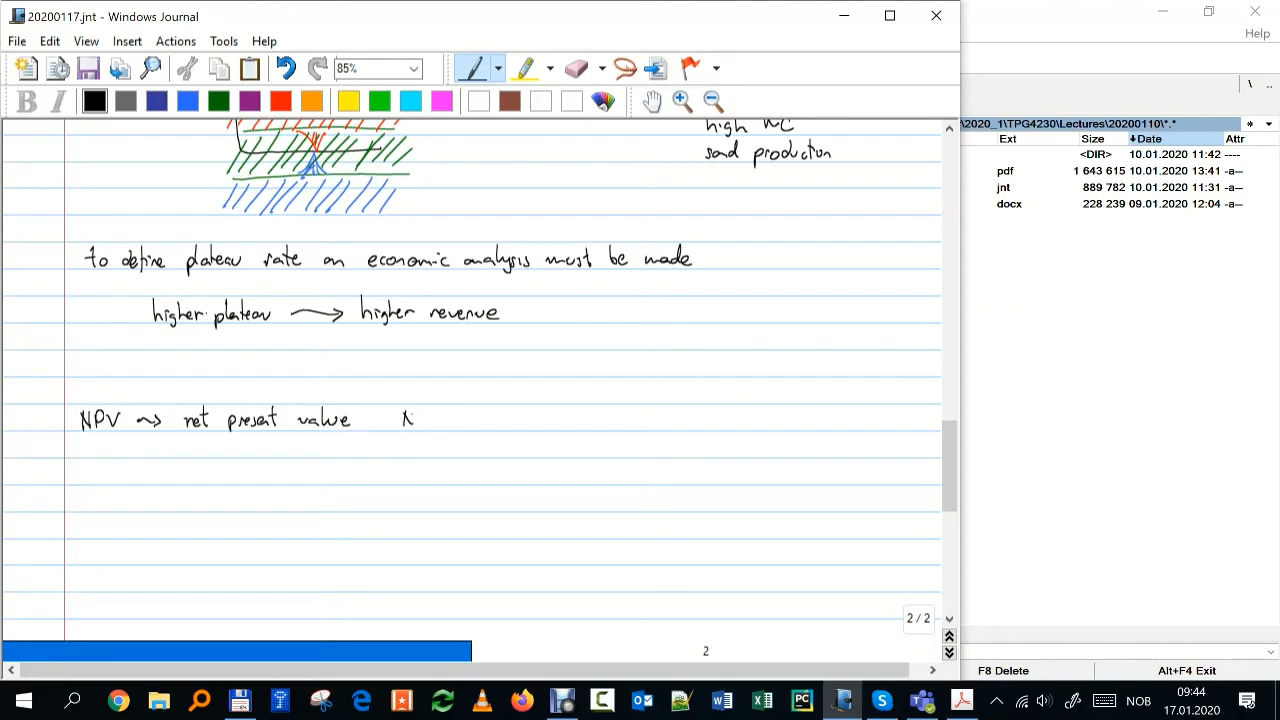 20200117.jnt - Windows Journal
Help
File Edit View Insert Actions Tools Help
85%
\ ..
B I
\2020_1\TPG4230\Lectures\20200110\*.* *
Ext Size Date Attr
<DIR> 10.01.2020 11:42 ----
pdf 1 643 615 10.01.2020 13:41 -a--
jnt 889 782 10.01.2020 11:31 -a--
docx 228 239 09.01.2020 12:04 -a--
high WC
sand production
to define plateau rate an economic analysis must be made
higher plateau → higher revenue
NPV ~> net present value N
2 / 2
2
F8 Delete Alt+F4 Exit
NOB
09:44
17.01.2020